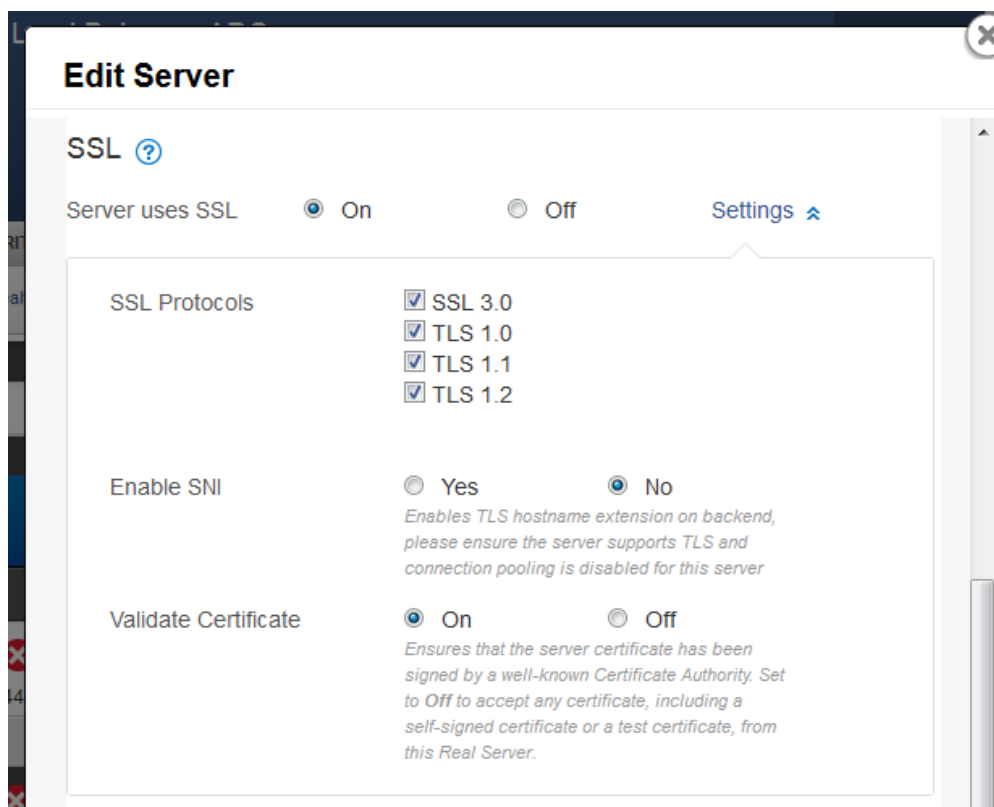 Edit Server
SSL ?
Server uses SSL On Off Settings
SSL Protocols SSL 3.0
TLS 1.0
TLS 1.1
TLS 1.2
Enable SNI Yes No
Enables TLS hostname extension on backend,
please ensure the server supports TLS and
connection pooling is disabled for this server
Validate Certificate On Off
Ensures that the server certificate has been
signed by a well-known Certificate Authority. Set
to Off to accept any certificate, including a
self-signed certificate or a test certificate, from
this Real Server.